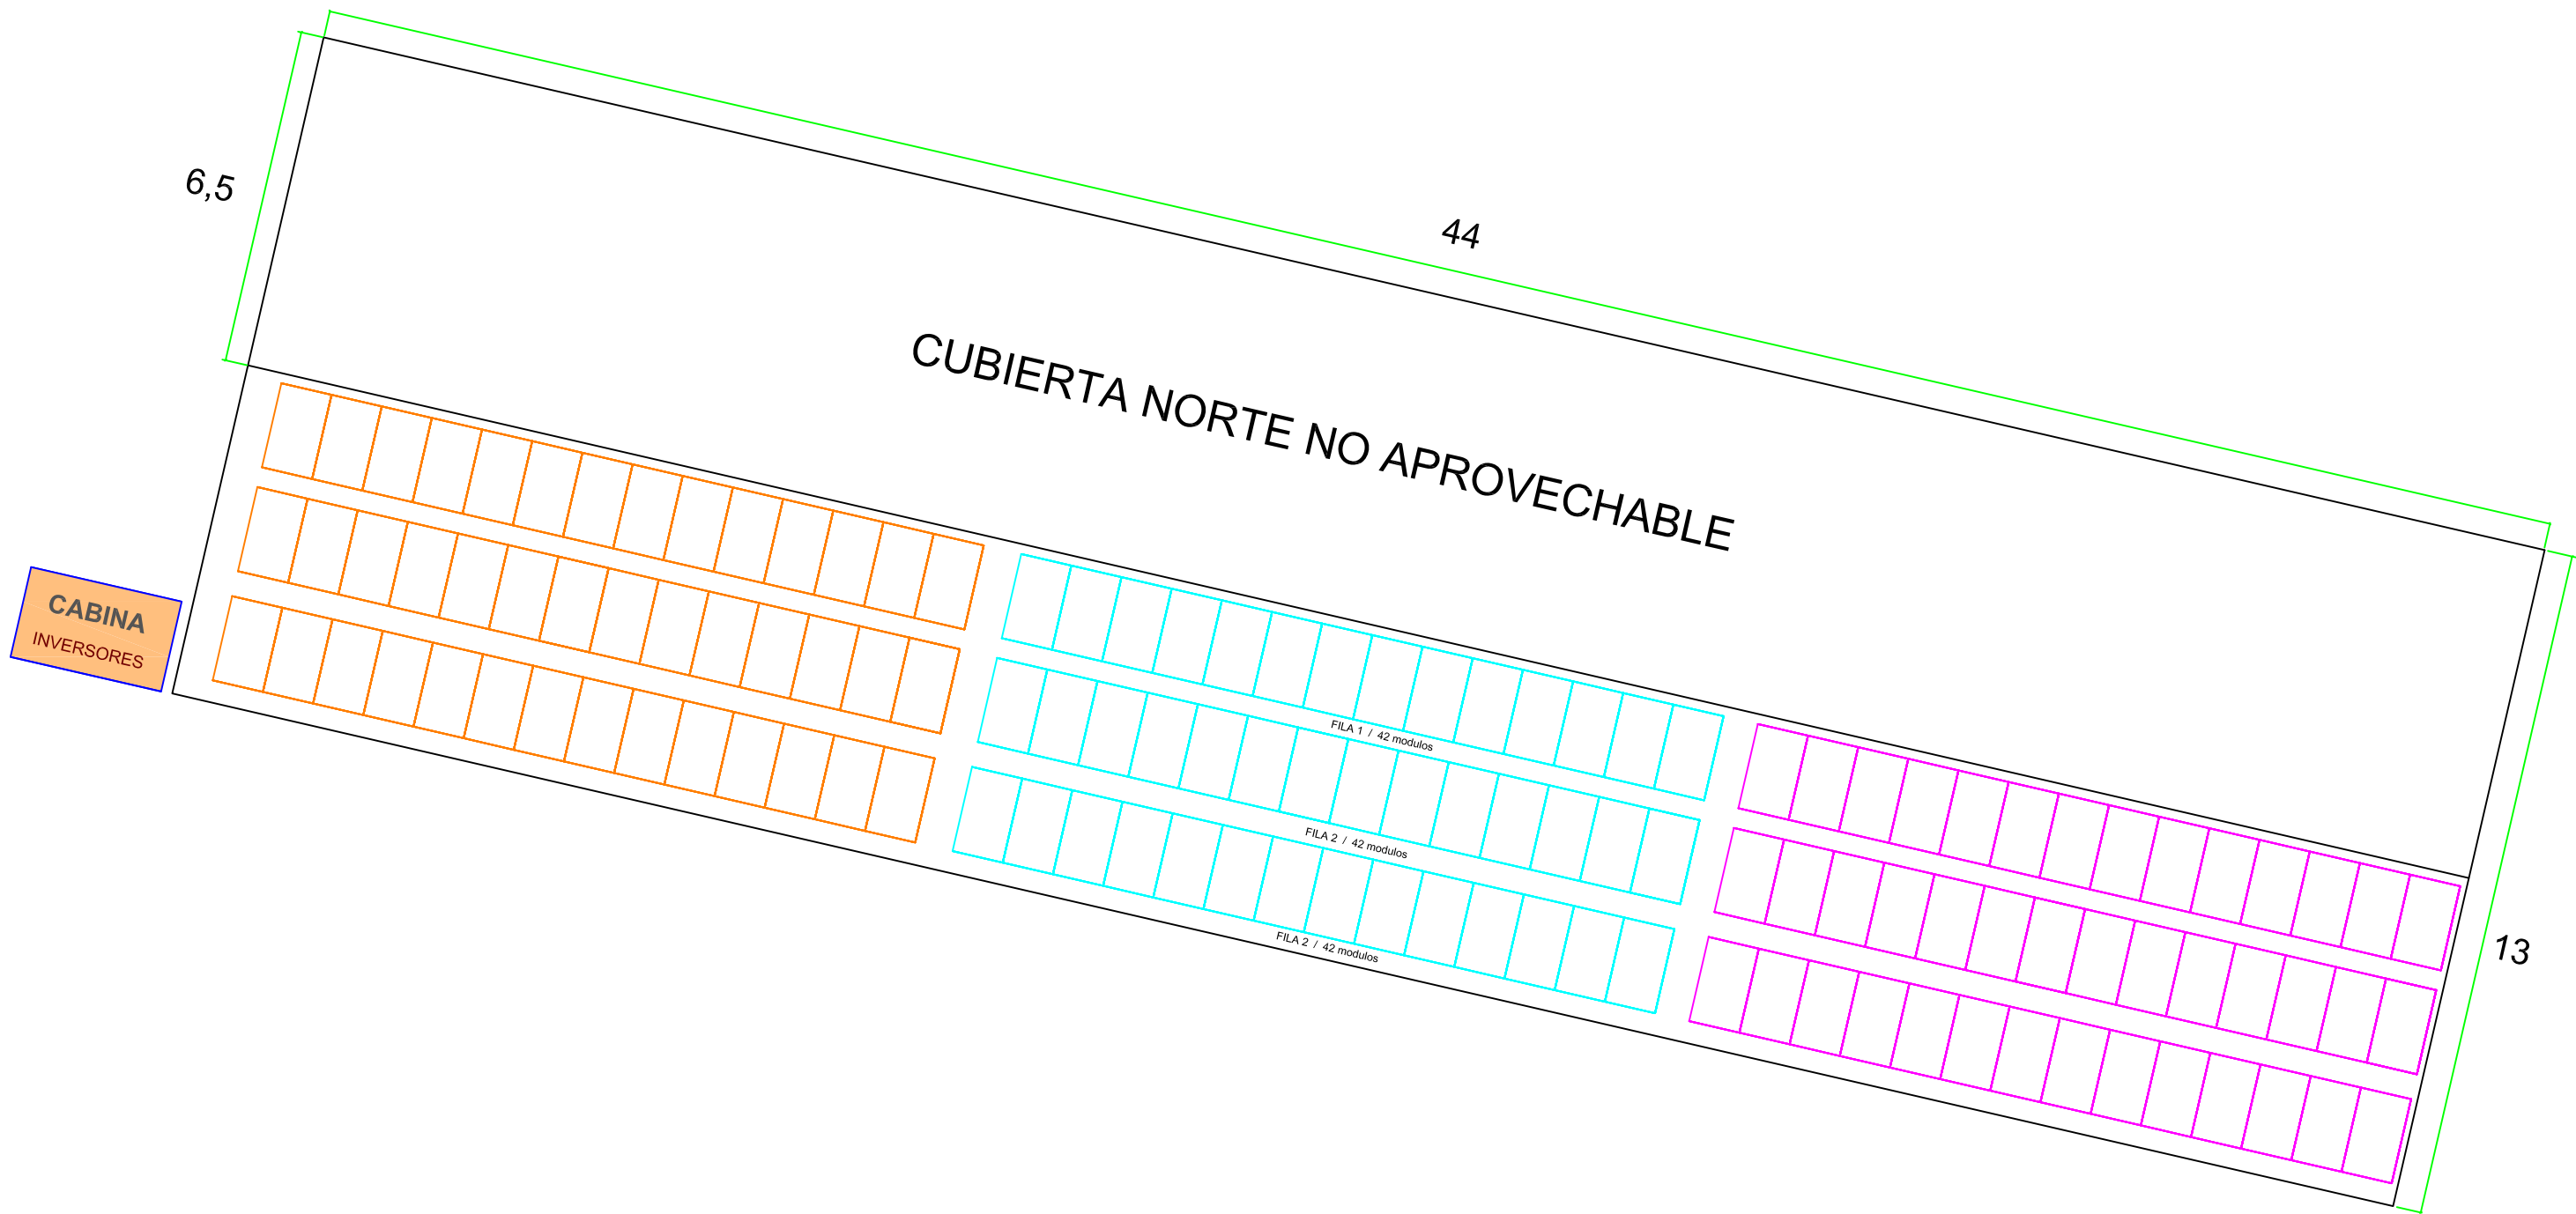 6,5
44
CUBIERTA NORTE NO APROVECHABLE
CABINA
INVERSORES
FILA 1 / 42 modulos
FILA 2 / 42 modulos
FILA 2 / 42 modulos
13